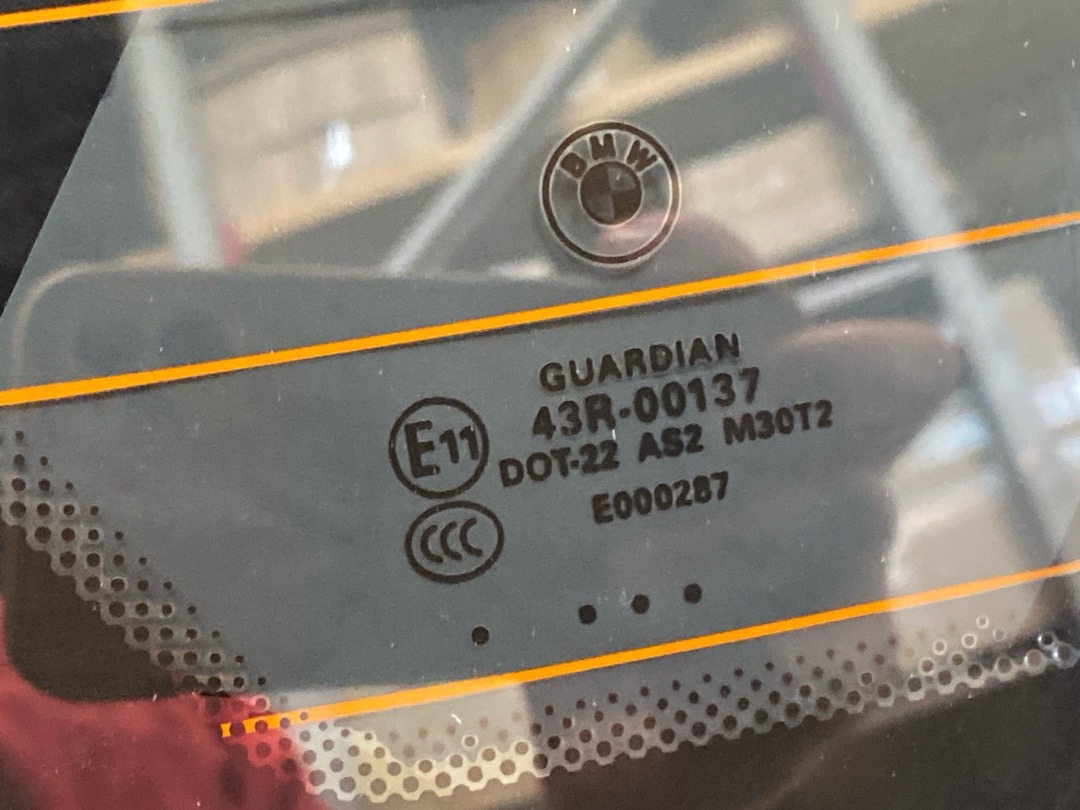 BMW
GUARDIAN
E11 43R-00137
DOT-22 AS2 M30T2
CCC E000287